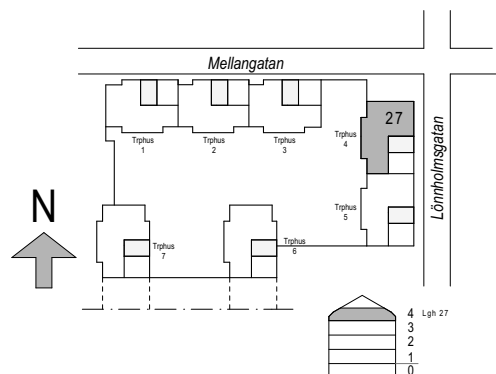 Mellangatan
27
Trphus
1
Trphus
2
Trphus
3
Trphus
4
Lönnholmsgatan
N
Trphus
5
Trphus
7
Trphus
6
4 Lgh 27
3
2
1
0